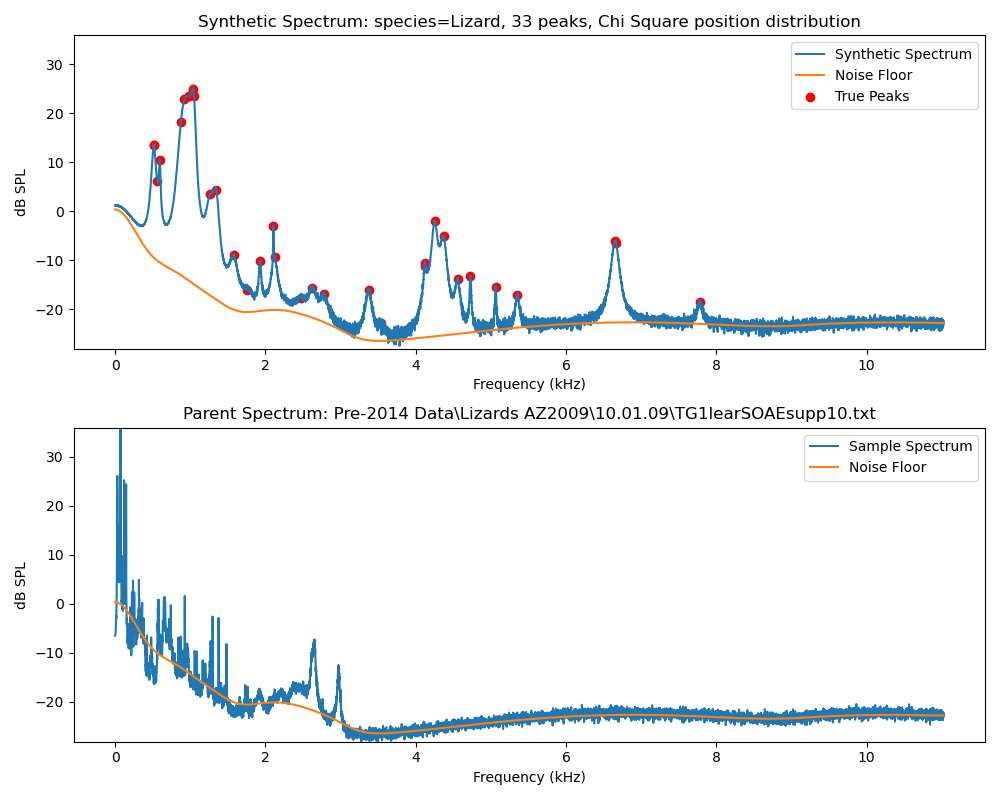 Synthetic Spectrum: species=Lizard, 33 peaks, Chi Square position distribution
Synthetic Spectrum
Noise Floor
True Peaks
dB SPL
30
20
10
0
−10
−20
0 2 4 6 8 10
Frequency (kHz)
Parent Spectrum: Pre-2014 Data\Lizards AZ2009\10.01.09\TG1learSOAEsupp10.txt
Sample Spectrum
Noise Floor
dB SPL
30
20
10
0
−10
−20
0 2 4 6 8 10
Frequency (kHz)